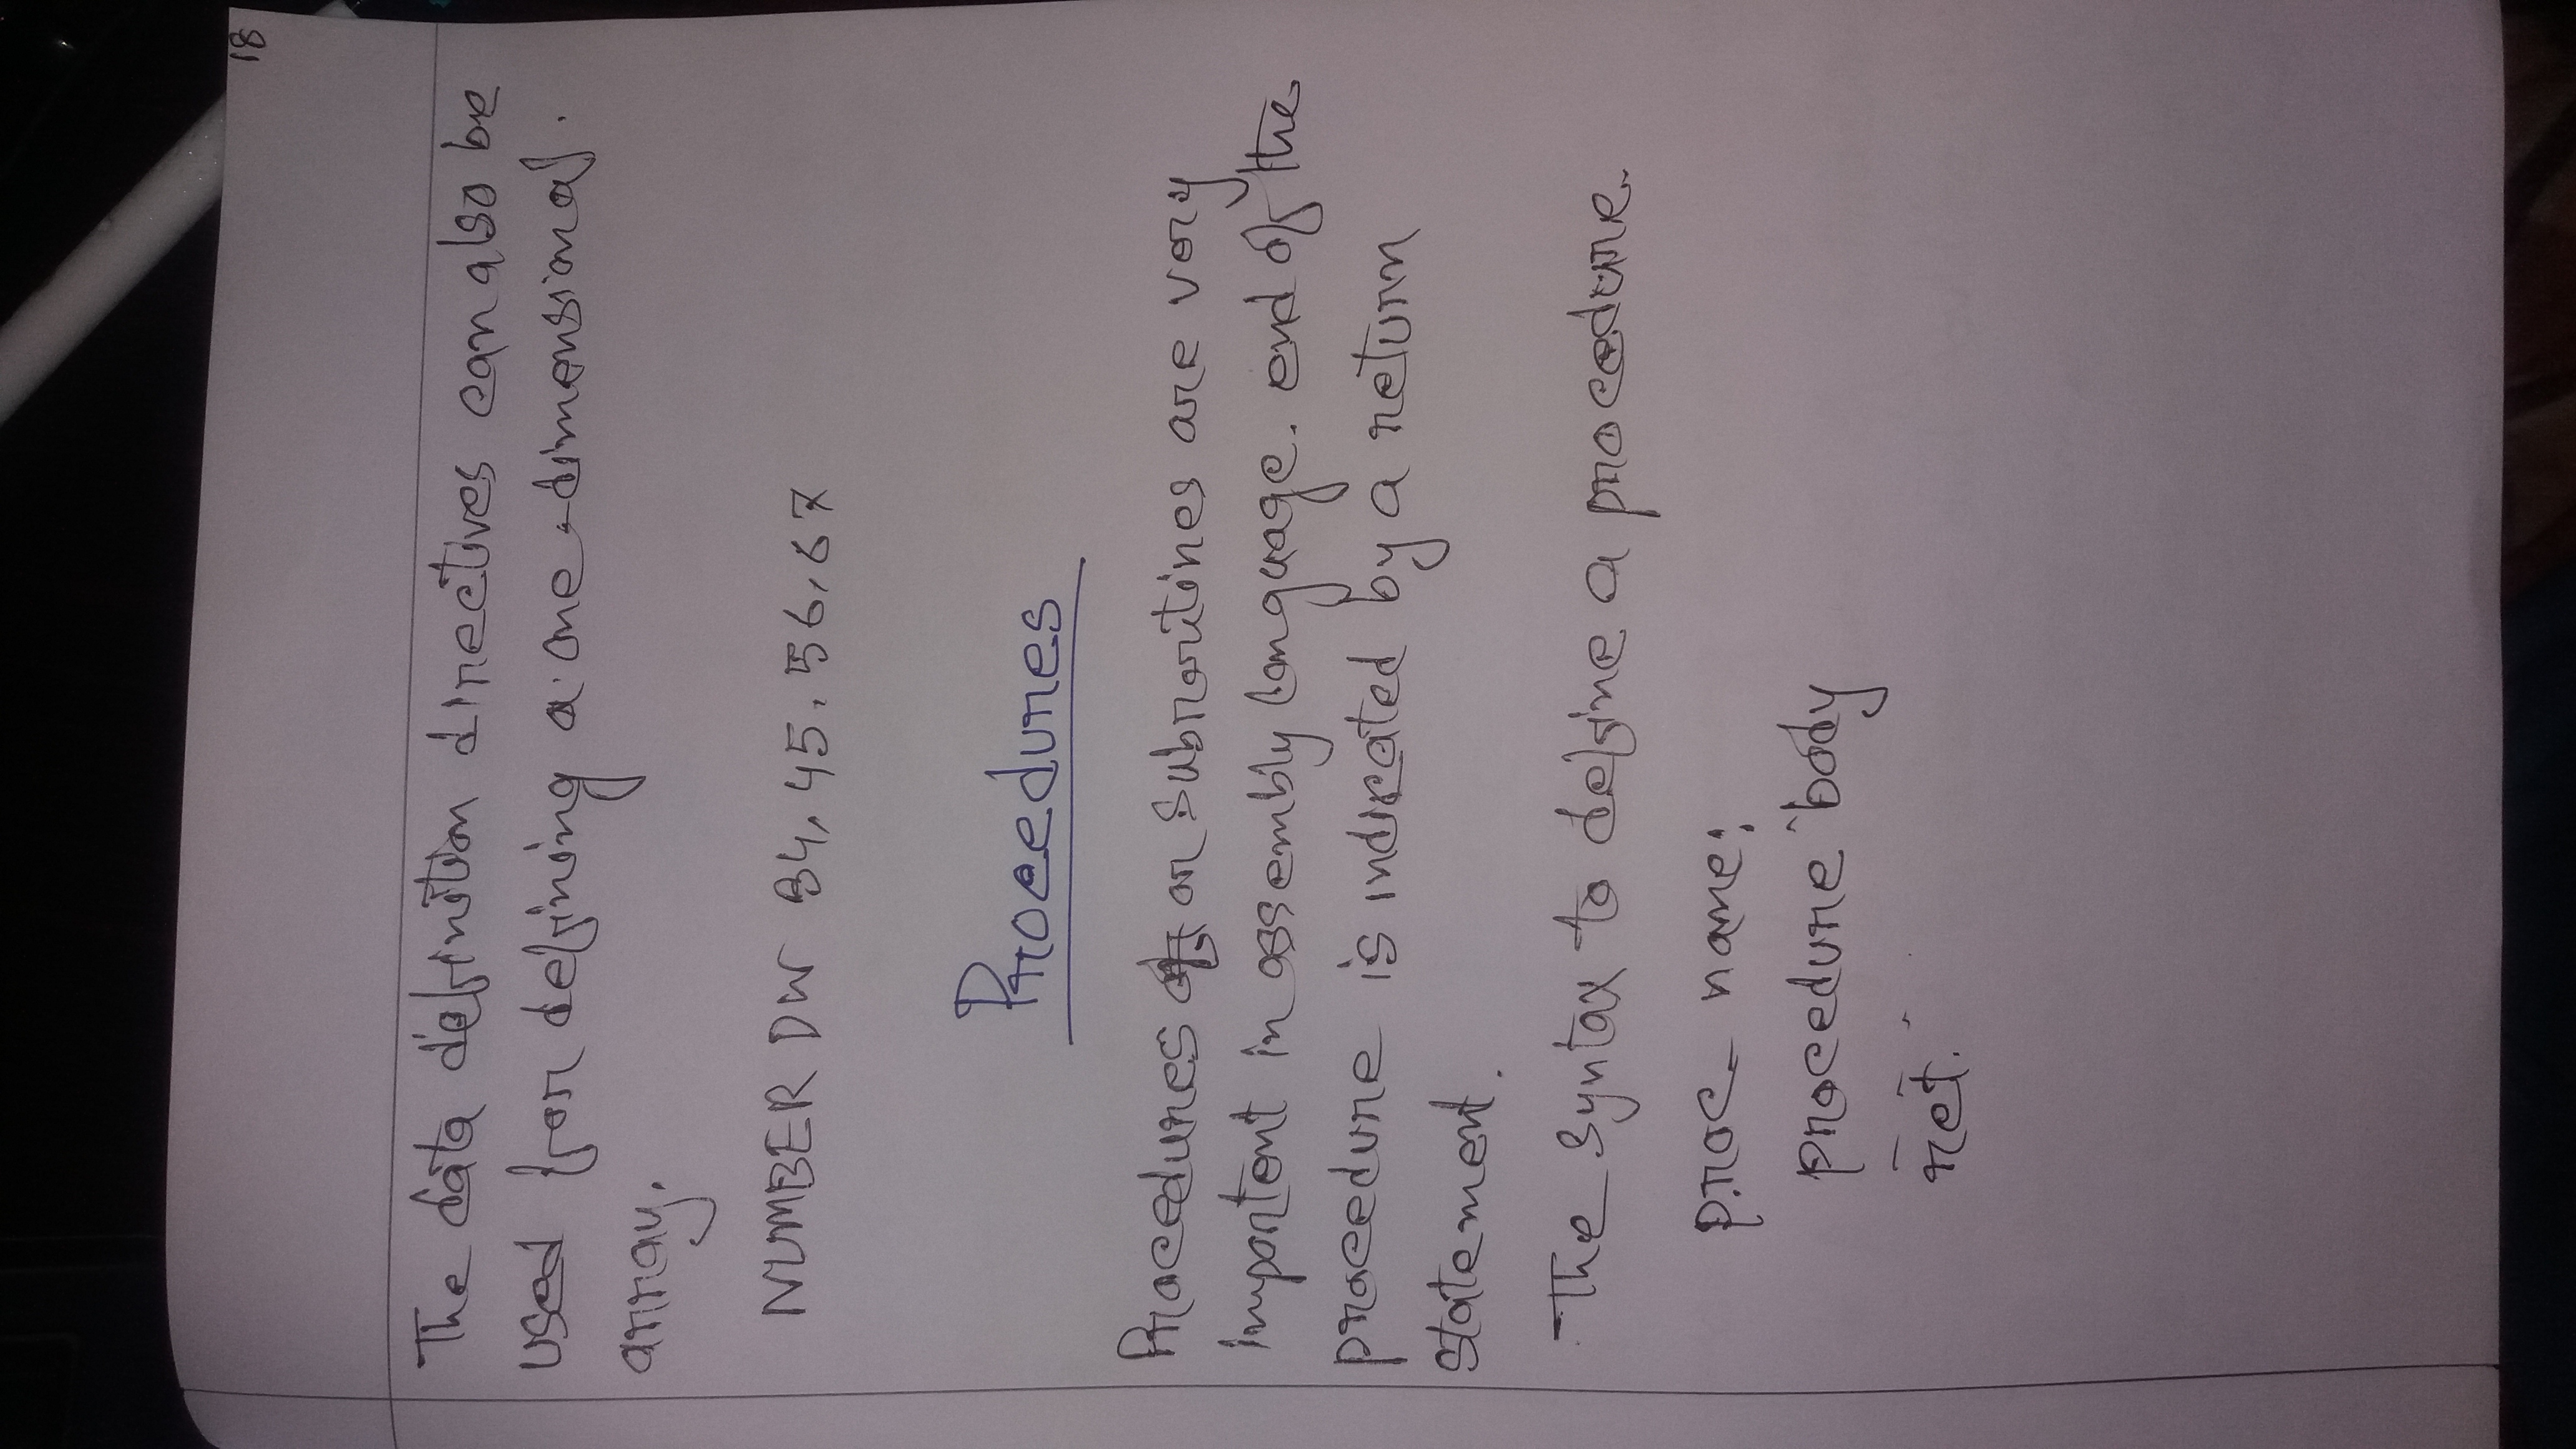 18
The data definition directives can also be
used for defining a one-dimensional
array.
NUMBER DW 34, 45, 56, 67
Procedures
Procedures or subroutines are very
importent in assembly language. end of the
procedure is indicated by a return
statement.
The syntax to define a procedure.
proc name:
procedure body
ret.